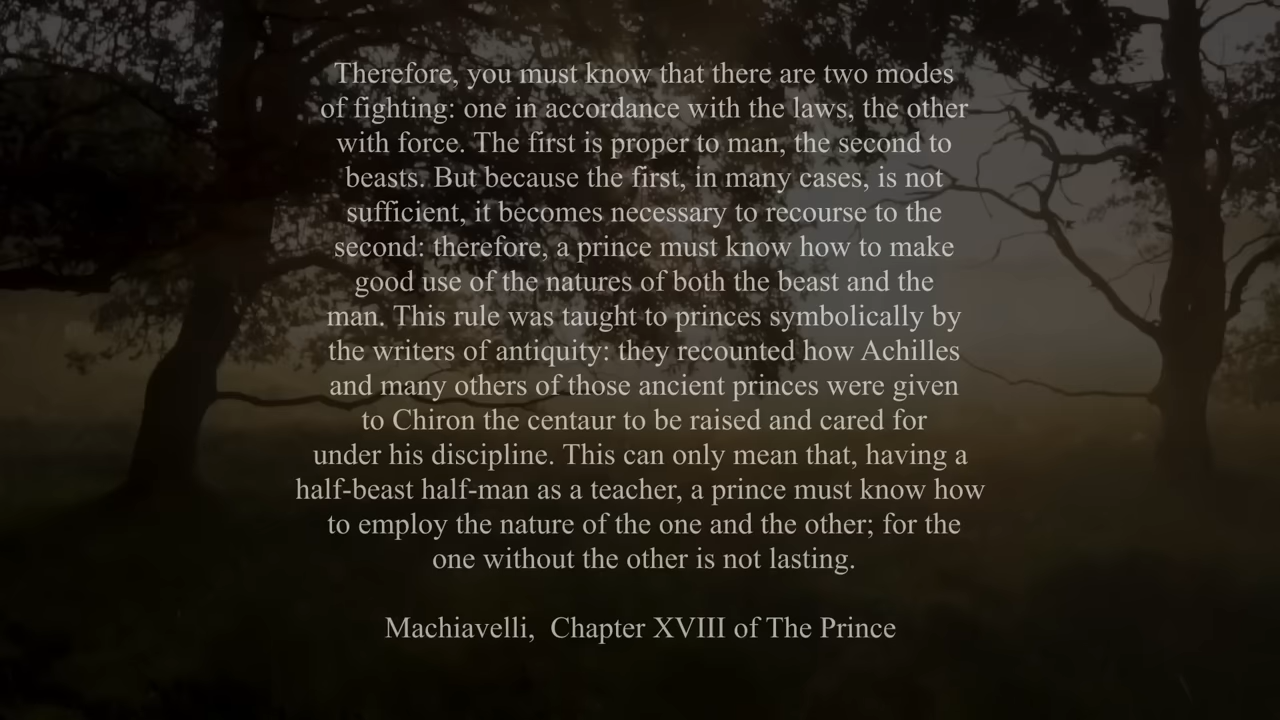 Therefore, you must know that there are two modes
of fighting: one in accordance with the laws, the other
with force. The first is proper to man, the second to
beasts. But because the first, in many cases, is not
sufficient, it becomes necessary to recourse to the
second: therefore, a prince must know how to make
good use of the natures of both the beast and the
man. This rule was taught to princes symbolically by
the writers of antiquity: they recounted how Achilles
and many others of those ancient princes were given
to Chiron the centaur to be raised and cared for
under his discipline. This can only mean that, having a
half-beast half-man as a teacher, a prince must know how
to employ the nature of the one and the other; for the
one without the other is not lasting.
Machiavelli,  Chapter XVIII of The Prince